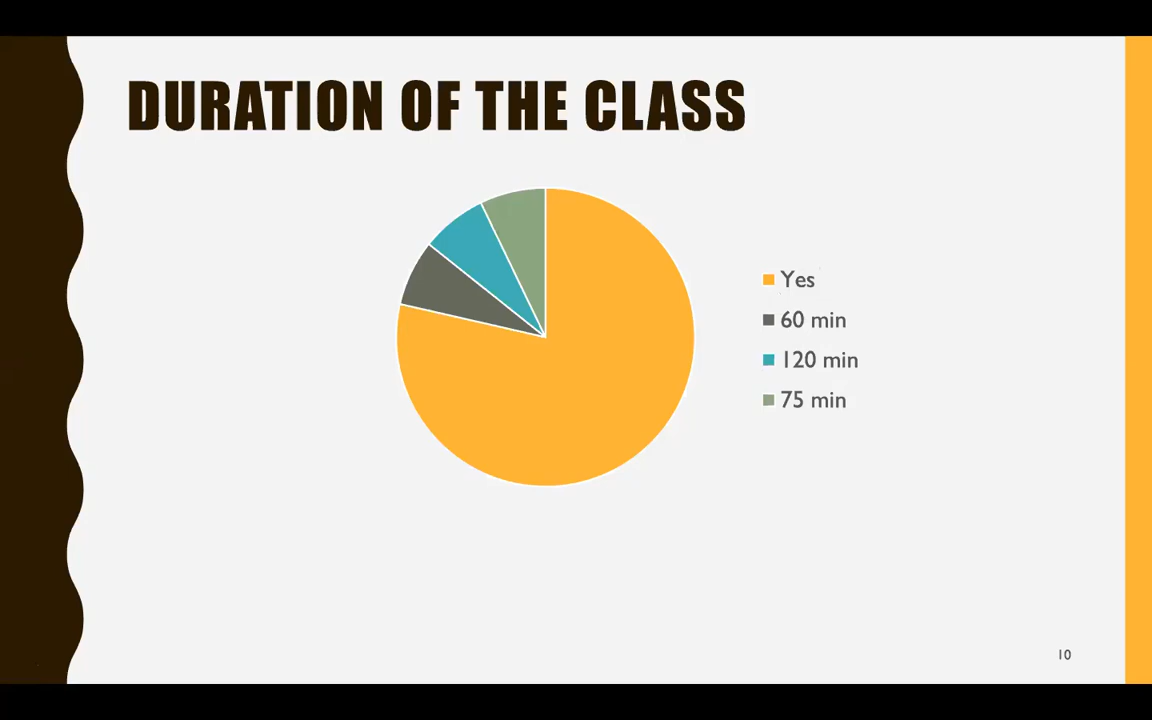 DURATION OF THE CLASS
Yes
60 min
120 min
75 min
10